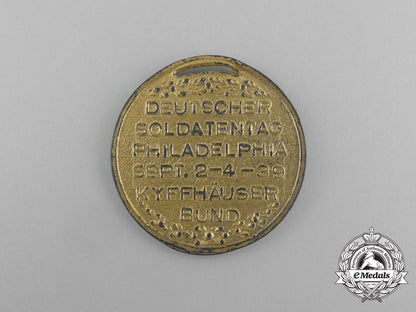 DEUTSCHER
SOLDATENTAG
PHILADELPHIA
SEPT. 2-4-39
KYFFHÄUSER
BUND
eMedals